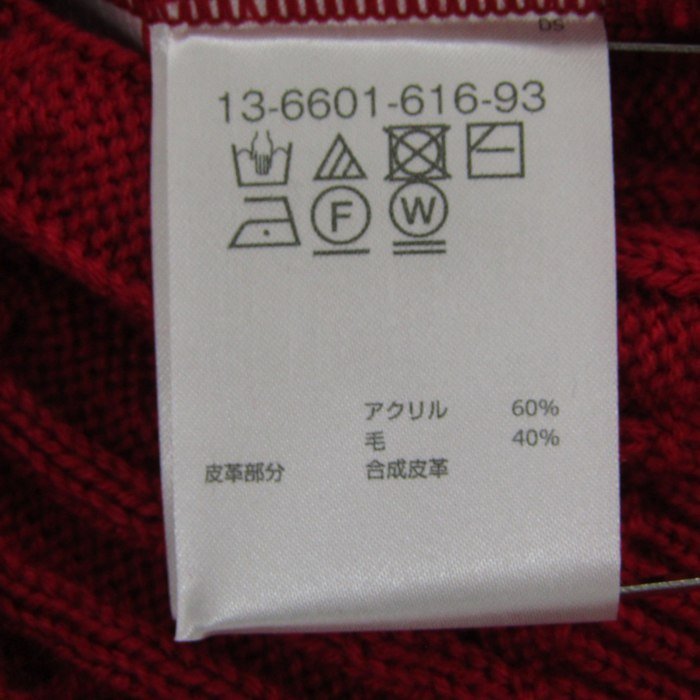 DS
13-6601-616-93
F W
アクリル 60%
毛 40%
皮革部分 合成皮革